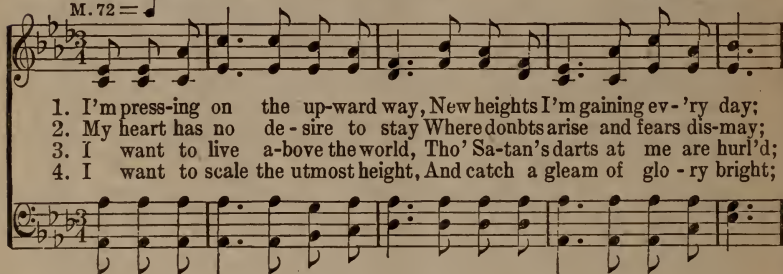 M. 72 = ♩
1. I'm press-ing on the up-ward way, New heights I'm gaining ev-'ry day;
2. My heart has no de-sire to stay Where doubts arise and fears dis-may;
3. I want to live a-bove the world, Tho' Sa-tan's darts at me are hurl'd;
4. I want to scale the utmost height, And catch a gleam of glo-ry bright;